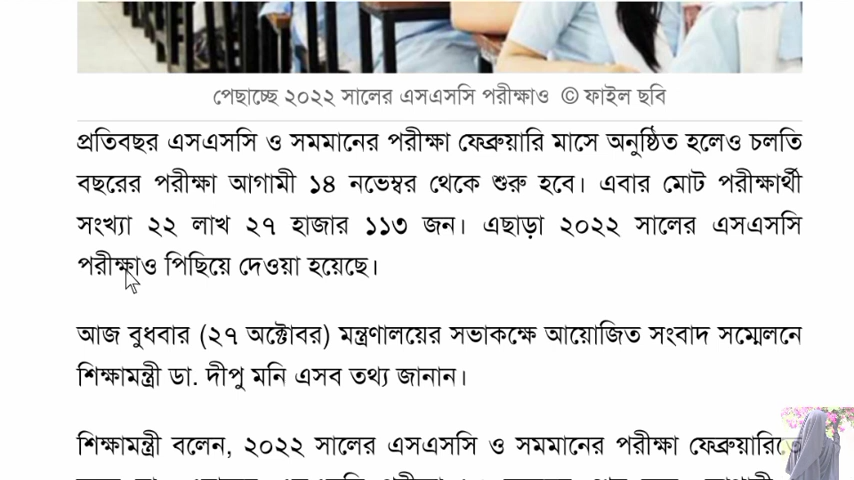 পেছাচ্ছে ২০২২ সালের এসএসসি পরীক্ষাও © ফাইল ছবি
প্রতিবছর এসএসসি ও সমমানের পরীক্ষা ফেব্রুয়ারি মাসে অনুষ্ঠিত হলেও চলতি
বছরের পরীক্ষা আগামী ১৪ নভেম্বর থেকে শুরু হবে। এবার মোট পরীক্ষার্থী
সংখ্যা ২২ লাখ ২৭ হাজার ১১৩ জন। এছাড়া ২০২২ সালের এসএসসি
পরীক্ষাও পিছিয়ে দেওয়া হয়েছে।
আজ বুধবার (২৭ অক্টোবর) মন্ত্রণালয়ের সভাকক্ষে আয়োজিত সংবাদ সম্মেলনে
শিক্ষামন্ত্রী ডা. দীপু মনি এসব তথ্য জানান।
শিক্ষামন্ত্রী বলেন, ২০২২ সালের এসএসসি ও সমমানের পরীক্ষা ফেব্রুয়ারিতে